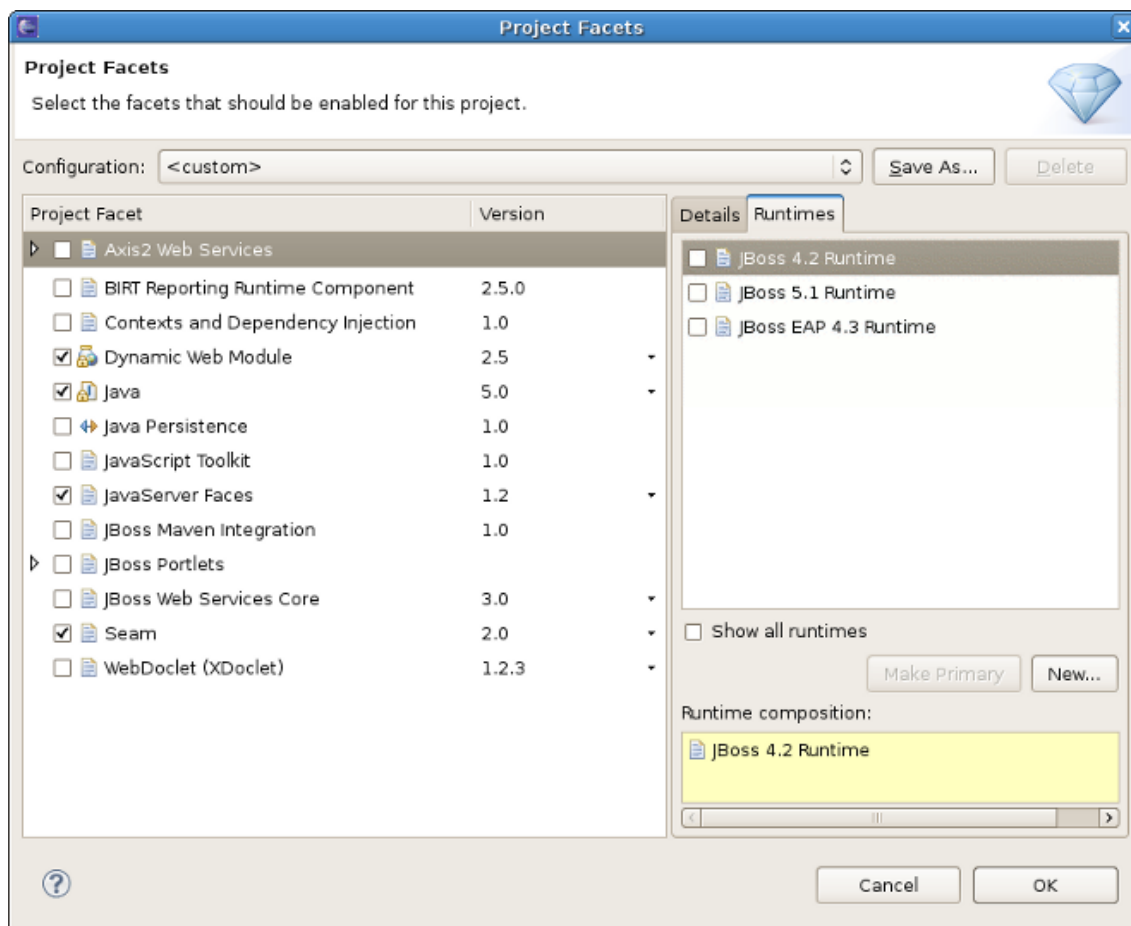 Project Facets
Project Facets
Select the facets that should be enabled for this project.
Configuration: <custom> Save As... Delete
Project Facet Version
Axis2 Web Services
BIRT Reporting Runtime Component 2.5.0
Contexts and Dependency Injection 1.0
Dynamic Web Module 2.5
Java 5.0
Java Persistence 1.0
JavaScript Toolkit 1.0
JavaServer Faces 1.2
JBoss Maven Integration 1.0
JBoss Portlets
JBoss Web Services Core 3.0
Seam 2.0
WebDoclet (XDoclet) 1.2.3
Details Runtimes
JBoss 4.2 Runtime
JBoss 5.1 Runtime
JBoss EAP 4.3 Runtime
Show all runtimes
Make Primary New...
Runtime composition:
JBoss 4.2 Runtime
Cancel OK